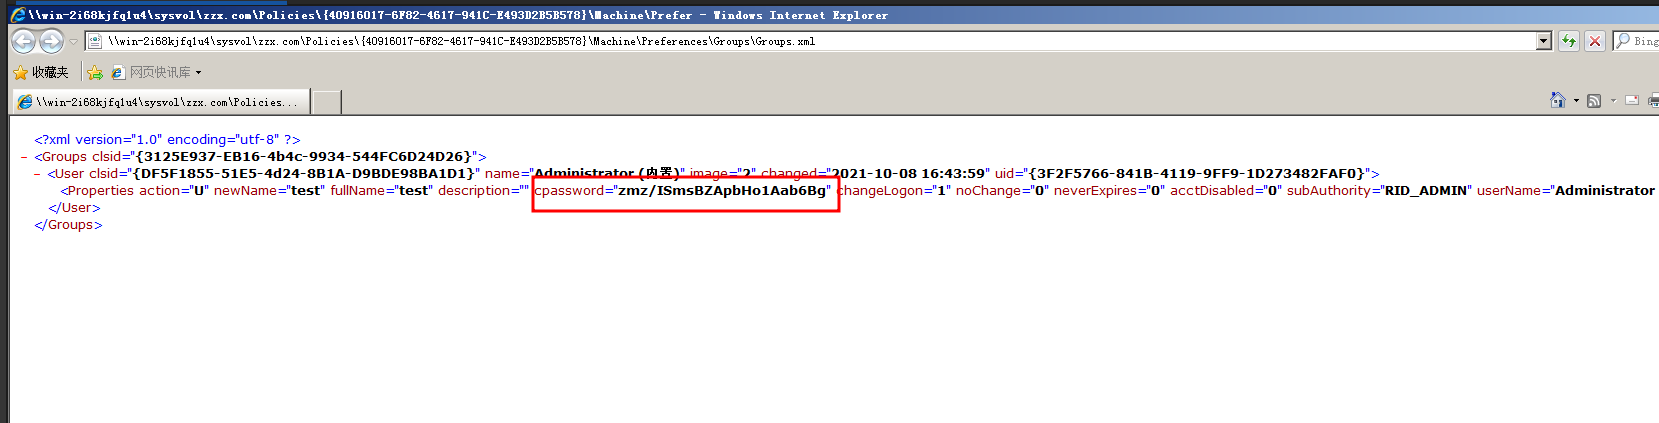 \\win-2i68kjfq1u4\sysvol\zzx.com\Policies\{40916017-6F82-4617-941C-E493D2B5B578}\Machine\Prefer - Windows Internet Explorer
\\win-2i68kjfq1u4\sysvol\zzx.com\Policies\{40916017-6F82-4617-941C-E493D2B5B578}\Machine\Preferences\Groups\Groups.xml
Bing
收藏夹 网页快讯库
\\win-2i68kjfq1u4\sysvol\zzx.com\Policies...
<?xml version="1.0" encoding="utf-8" ?>
- <Groups clsid="{3125E937-EB16-4b4c-9934-544FC6D24D26}">
- <User clsid="{DF5F1855-51E5-4d24-8B1A-D9BDE98BA1D1}" name="Administrator (内置)" image="2" changed="2021-10-08 16:43:59" uid="{3F2F5766-841B-4119-9FF9-1D273482FAF0}">
<Properties action="U" newName="test" fullName="test" description="" cpassword="zmz/ISmsBZApbHo1Aab6Bg" changeLogon="1" noChange="0" neverExpires="0" acctDisabled="0" subAuthority="RID_ADMIN" userName="Administrator
</User>
</Groups>